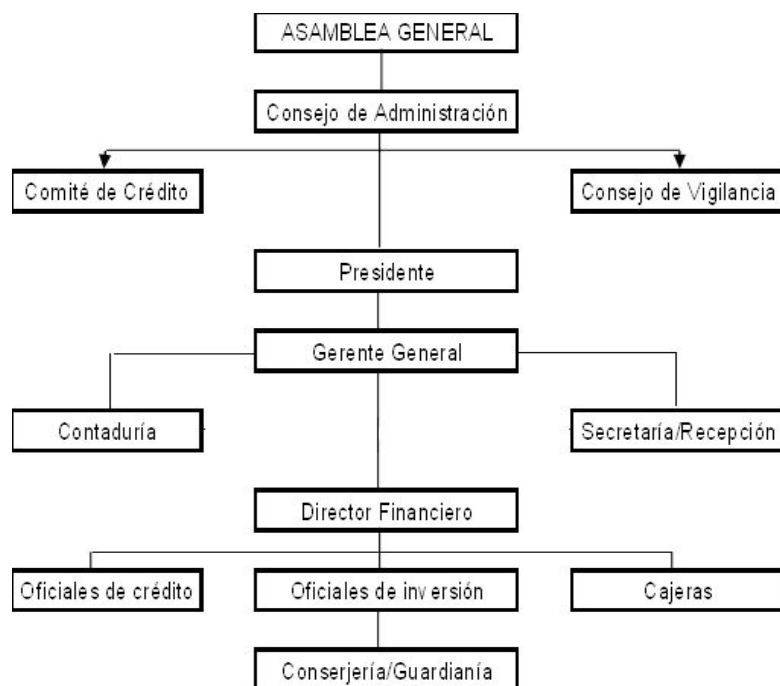 ASAMBLEA GENERAL
Consejo de Administración
Comité de Crédito
Consejo de Vigilancia
Presidente
Gerente General
Contaduría
Secretaría/Recepción
Director Financiero
Oficiales de crédito
Oficiales de inversión
Cajeras
Conserjería/Guardianía